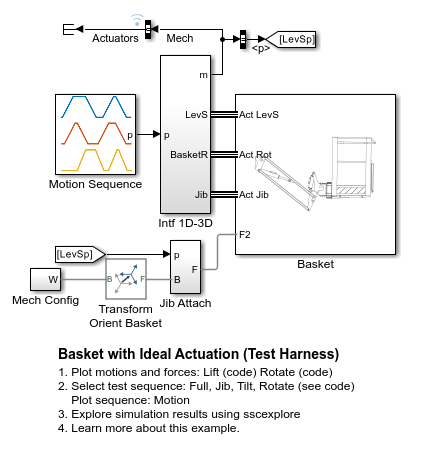 Actuators
Mech
<p>
[LevSp]
m
LevS
Act LevS
p
p
BasketR
Act Rot
Jib
Act Jib
Motion Sequence
Intf 1D-3D
F2
Basket
[LevSp]
p
F
W
B
F
B
Mech Config
Transform
Orient Basket
Jib Attach
Basket with Ideal Actuation (Test Harness)
1. Plot motions and forces: Lift (code) Rotate (code)
2. Select test sequence: Full, Jib, Tilt, Rotate (see code)
Plot sequence: Motion
3. Explore simulation results using sscexplore
4. Learn more about this example.